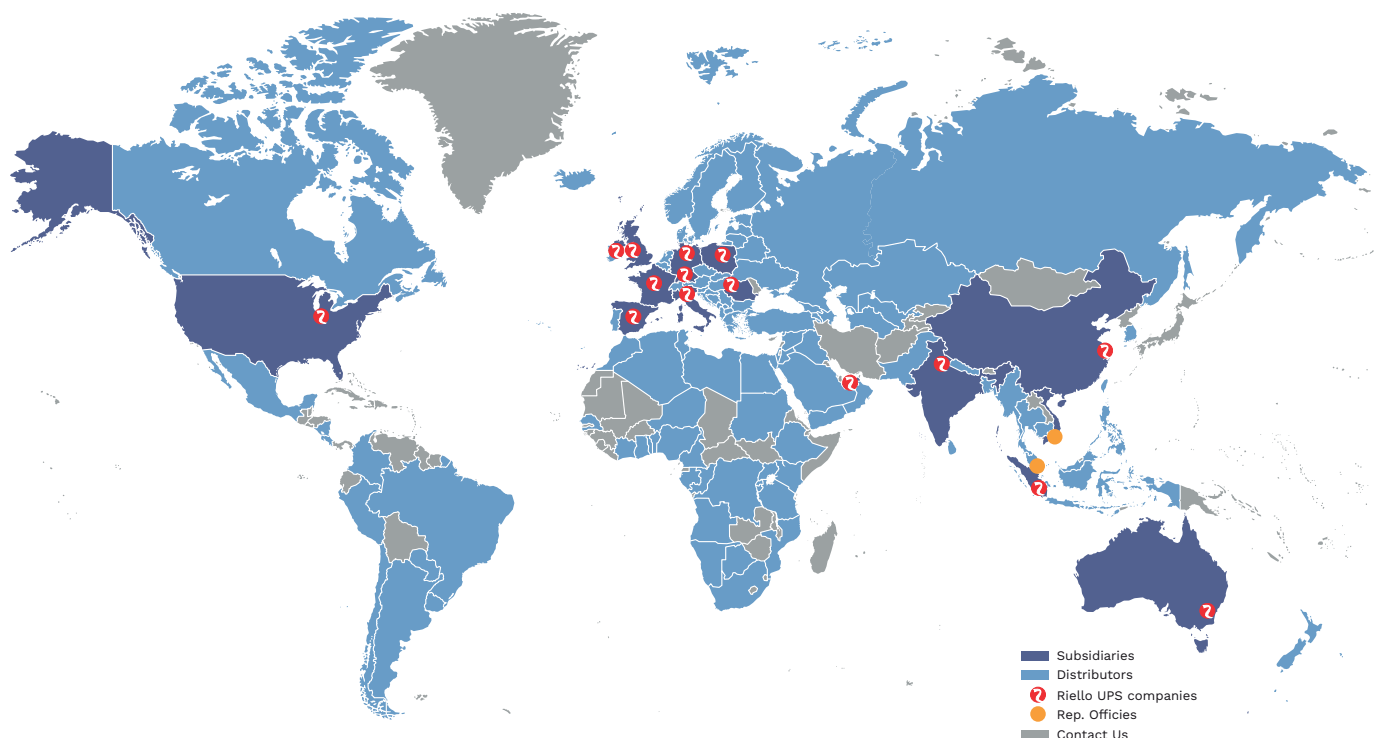 Subsidiaries
Distributors
Riello UPS companies
Rep. Officies
Contact Us